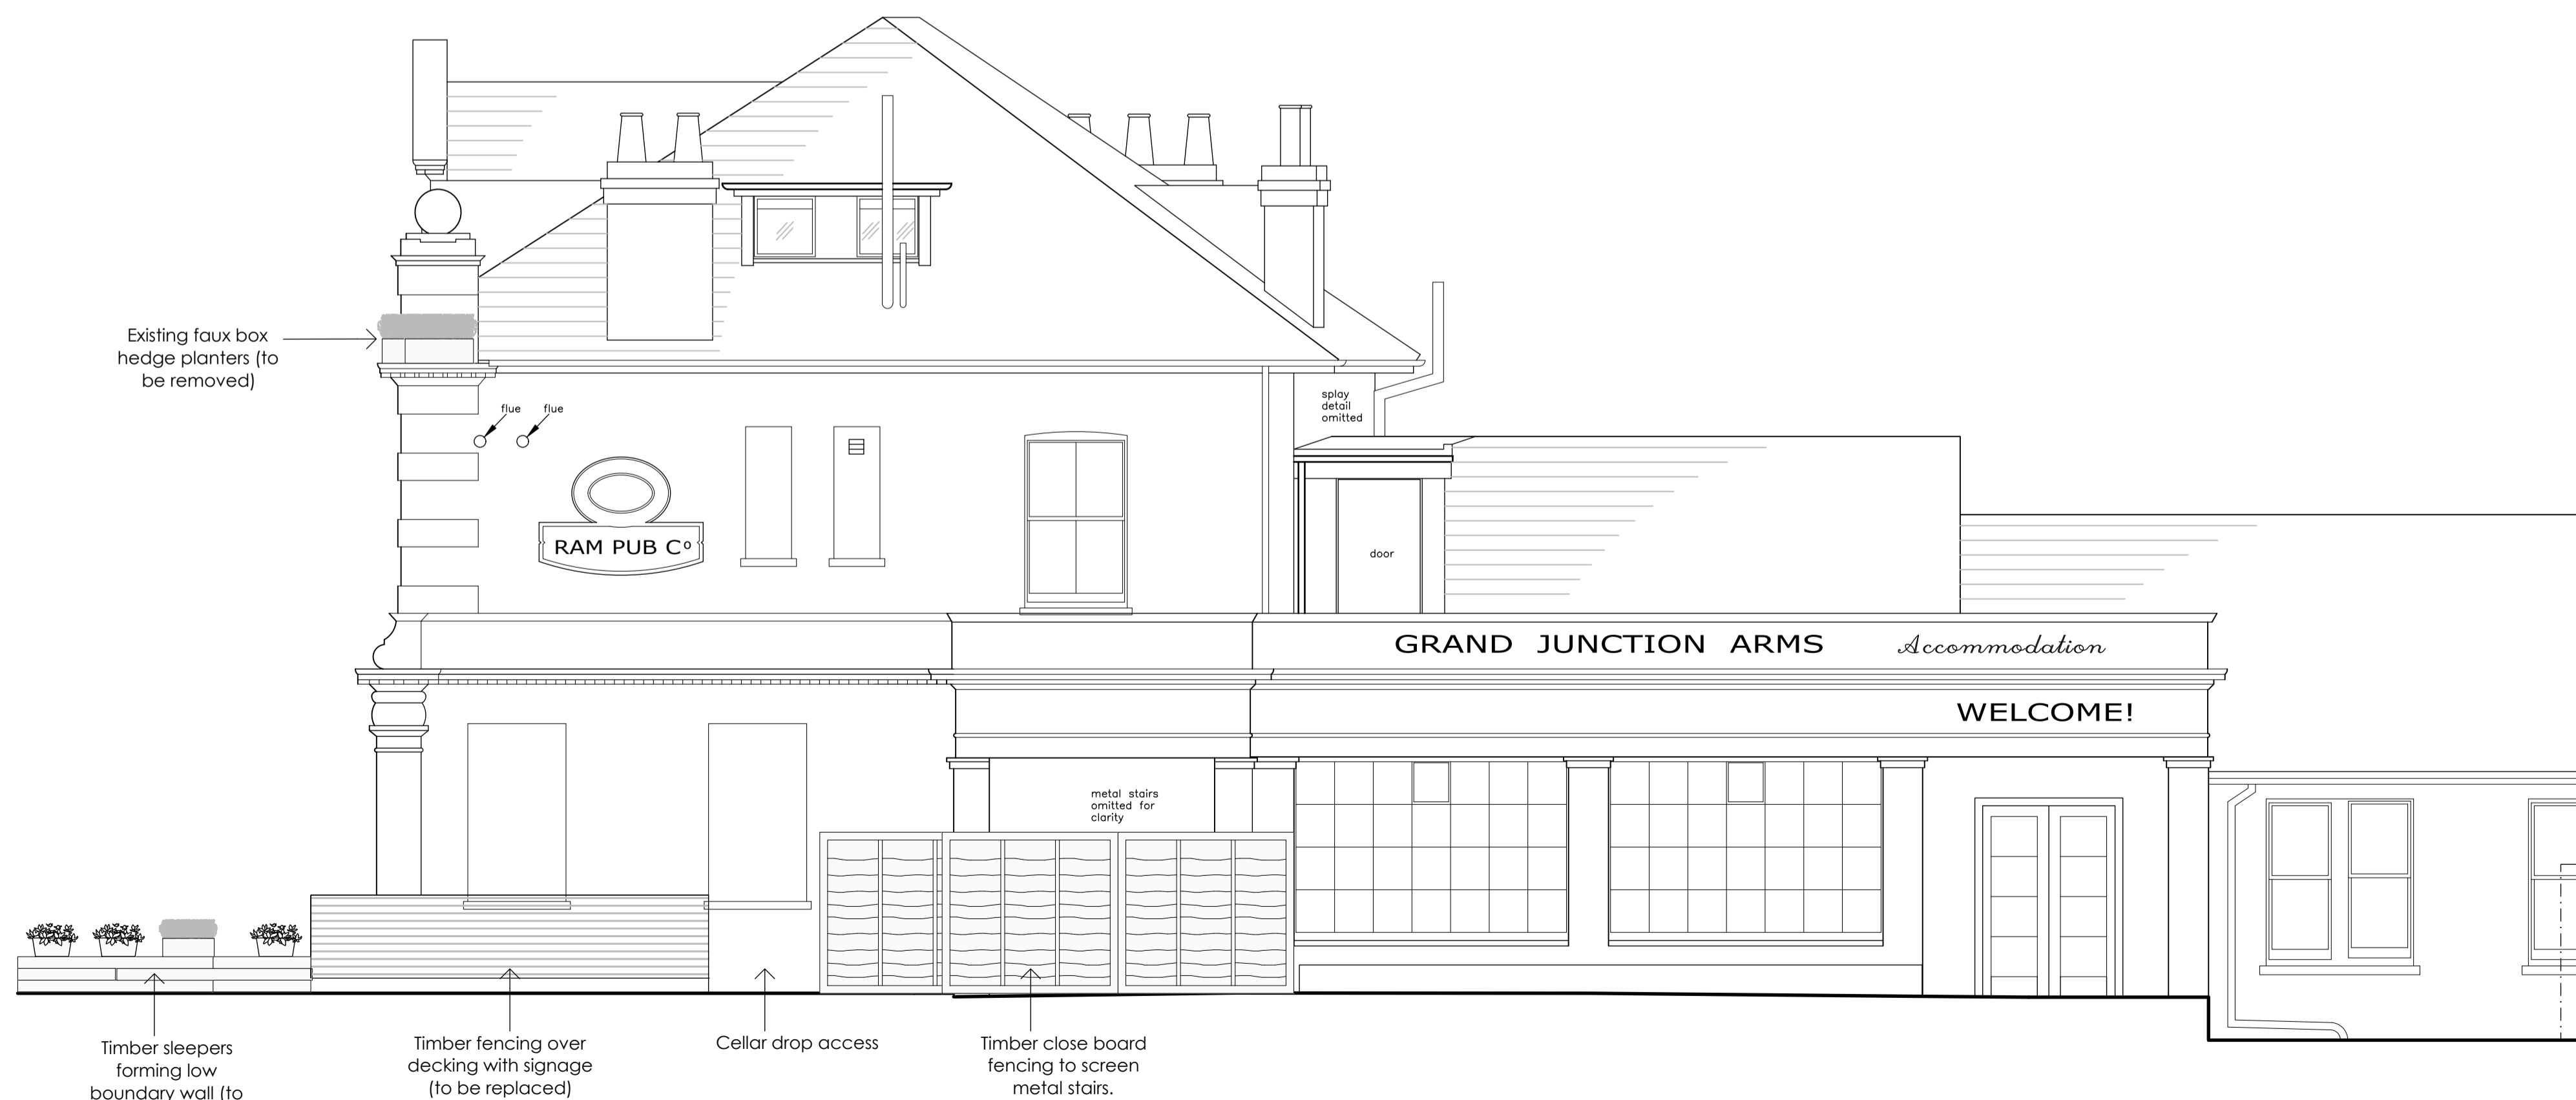 Existing faux box
hedge planters (to
be removed)
flue
flue
splay
detail
omitted
RAM PUB Cº
door
GRAND JUNCTION ARMS
Accommodation
WELCOME!
metal stairs
omitted for
clarity
Timber sleepers
forming low
boundary wall (to
Timber fencing over
decking with signage
(to be replaced)
Cellar drop access
Timber close board
fencing to screen
metal stairs.